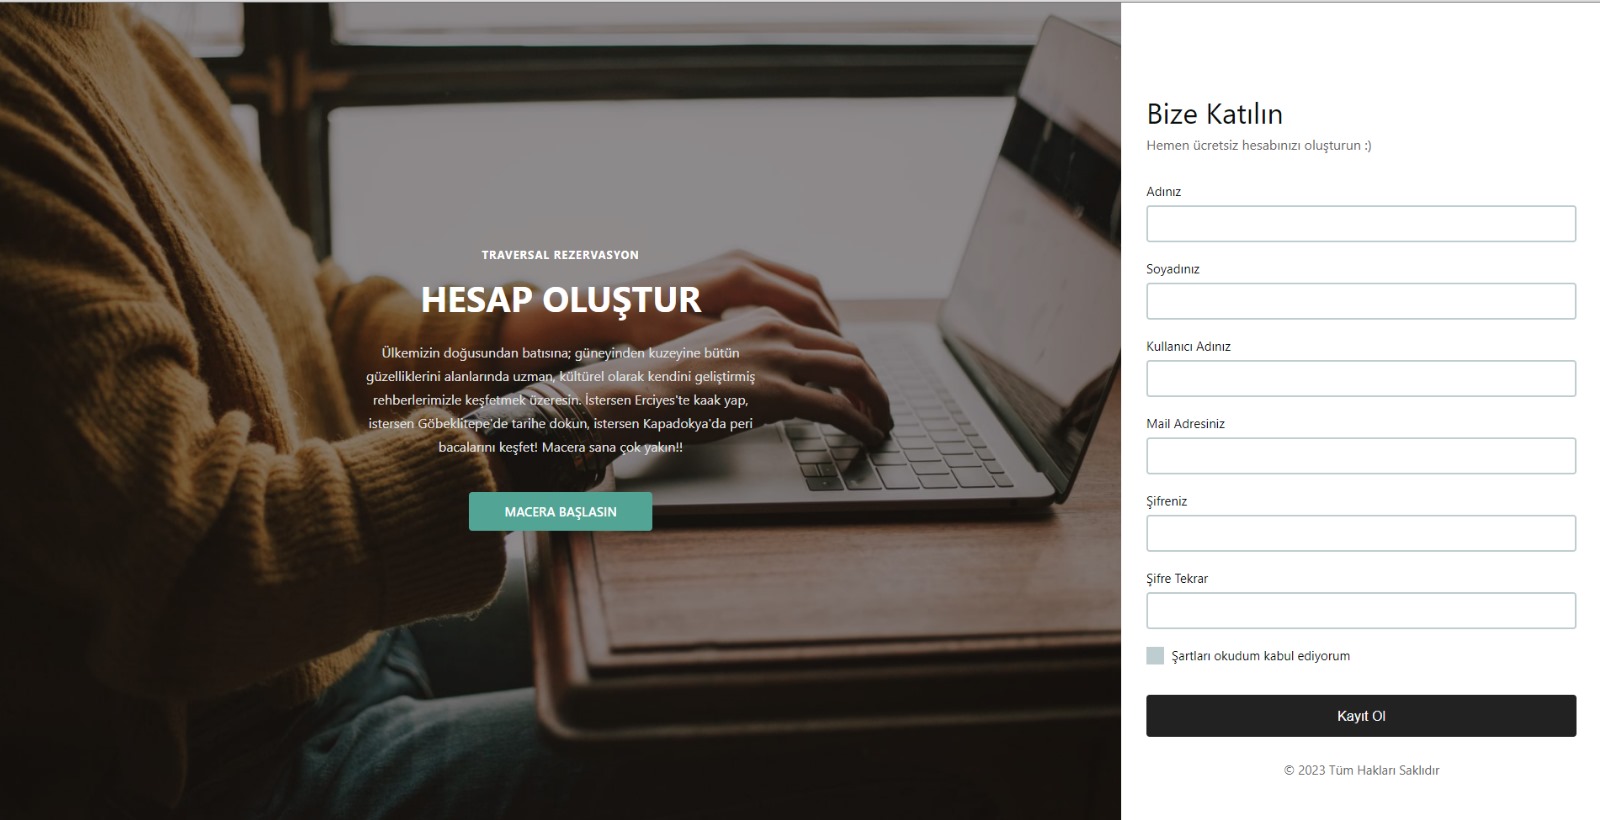 TRAVERSAL REZERVASYON
HESAP OLUŞTUR
Ülkemizin doğusundan batısına; güneyinden kuzeyine bütün
güzelliklerini alanlarında uzman, kültürel olarak kendini geliştirmiş
rehberlerimizle keşfetmek üzeresin. İstersen Erciyes'te kaak yap,
istersen Göbeklitepe'de tarihe dokun, istersen Kapadokya'da peri
bacalarını keşfet! Macera sana çok yakın!!
MACERA BAŞLASIN
Bize Katılın
Hemen ücretsiz hesabınızı oluşturun :)
Adınız
Soyadınız
Kullanıcı Adınız
Mail Adresiniz
Şifreniz
Şifre Tekrar
Şartları okudum kabul ediyorum
Kayıt Ol
© 2023 Tüm Hakları Saklıdır